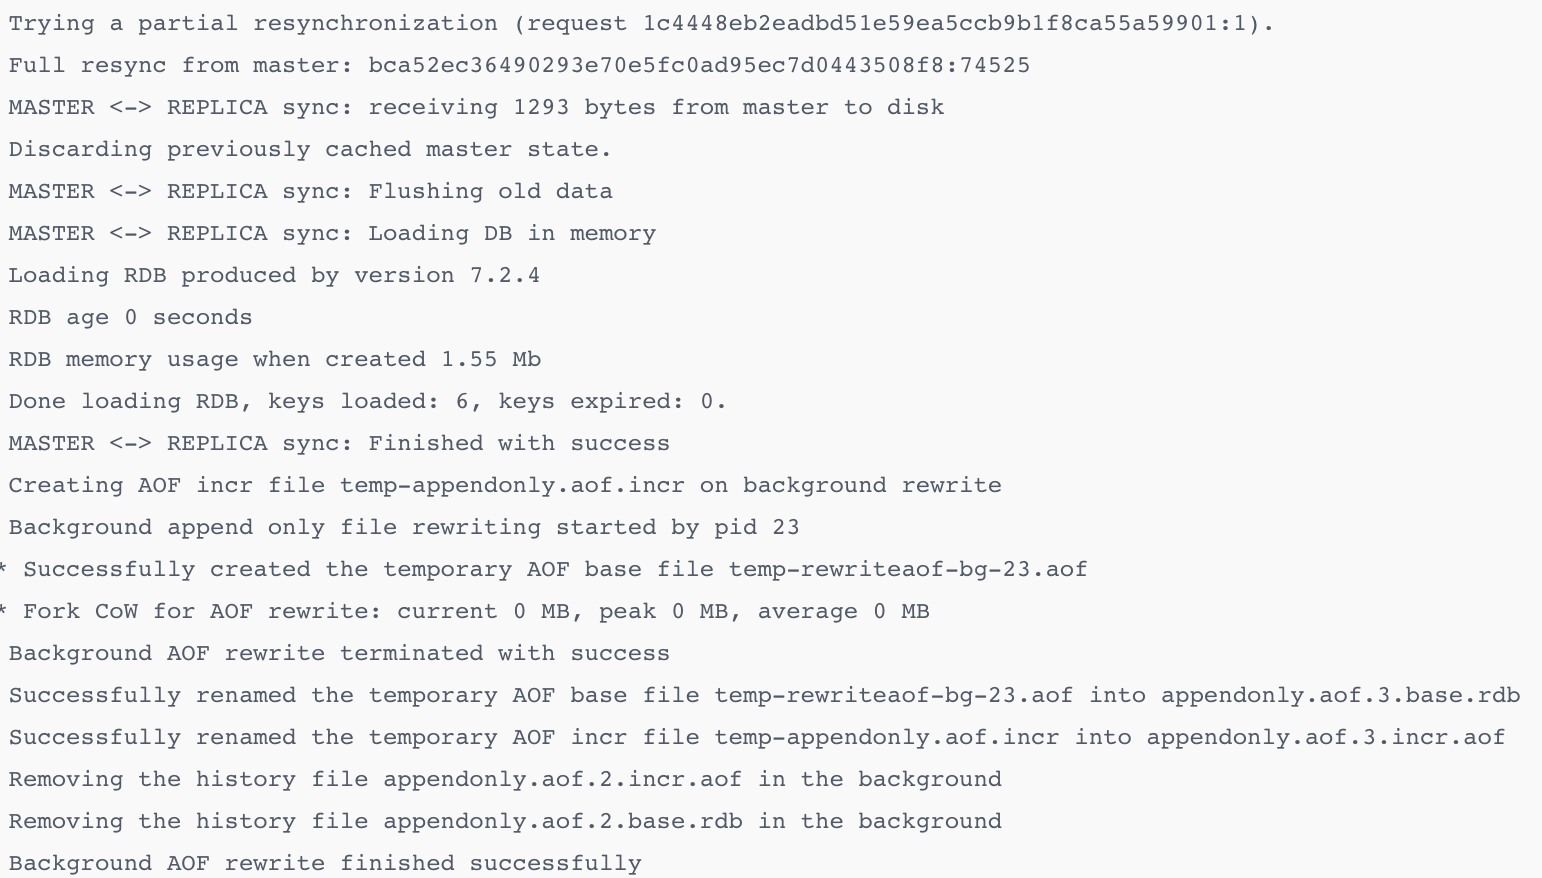 Trying a partial resynchronization (request 1c4448eb2eadbd51e59ea5ccb9b1f8ca55a59901:1).
Full resync from master: bca52ec36490293e70e5fc0ad95ec7d0443508f8:74525
MASTER <-> REPLICA sync: receiving 1293 bytes from master to disk
Discarding previously cached master state.
MASTER <-> REPLICA sync: Flushing old data
MASTER <-> REPLICA sync: Loading DB in memory
Loading RDB produced by version 7.2.4
RDB age 0 seconds
RDB memory usage when created 1.55 Mb
Done loading RDB, keys loaded: 6, keys expired: 0.
MASTER <-> REPLICA sync: Finished with success
Creating AOF incr file temp-appendonly.aof.incr on background rewrite
Background append only file rewriting started by pid 23
* Successfully created the temporary AOF base file temp-rewriteaof-bg-23.aof
* Fork CoW for AOF rewrite: current 0 MB, peak 0 MB, average 0 MB
Background AOF rewrite terminated with success
Successfully renamed the temporary AOF base file temp-rewriteaof-bg-23.aof into appendonly.aof.3.base.rdb
Successfully renamed the temporary AOF incr file temp-appendonly.aof.incr into appendonly.aof.3.incr.aof
Removing the history file appendonly.aof.2.incr.aof in the background
Removing the history file appendonly.aof.2.base.rdb in the background
Background AOF rewrite finished successfully